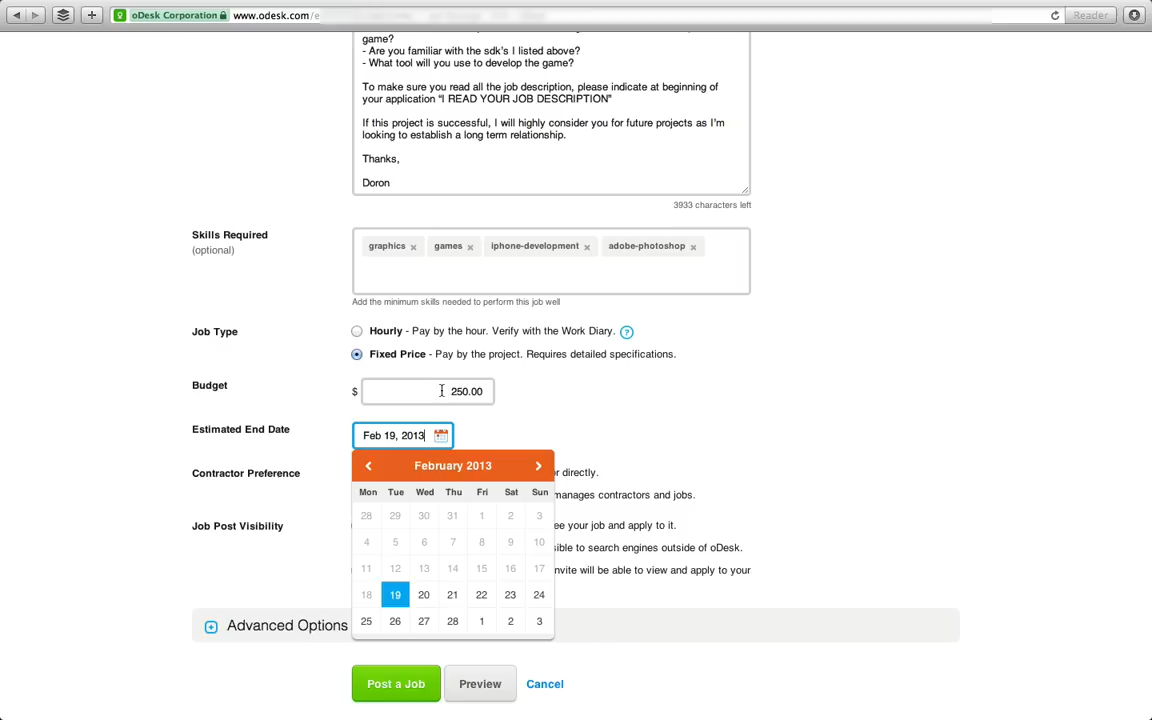 oDesk Corporation
www.odesk.com/e
Reader
game?
- Are you familiar with the sdk's I listed above?
- What tool will you use to develop the game?
To make sure you read all the job description, please indicate at beginning of
your application "I READ YOUR JOB DESCRIPTION"
If this project is successful, I will highly consider you for future projects as I'm
looking to establish a long term relationship.
Thanks,
Doron
3933 characters left
Skills Required
(optional)
graphics × games × iphone-development × adobe-photoshop ×
Add the minimum skills needed to perform this job well
Job Type
Hourly - Pay by the hour. Verify with the Work Diary. ?
Fixed Price - Pay by the project. Requires detailed specifications.
Budget
$ 250.00
Estimated End Date
Feb 19, 2013
February 2013
Mon Tue Wed Thu Fri Sat Sun
28 29 30 31 1 2 3
4 5 6 7 8 9 10
11 12 13 14 15 16 17
18 19 20 21 22 23 24
25 26 27 28 1 2 3
Contractor Preference
r directly.
manages contractors and jobs.
Job Post Visibility
ee your job and apply to it.
sible to search engines outside of oDesk.
nvite will be able to view and apply to your
Advanced Options
Post a Job
Preview
Cancel